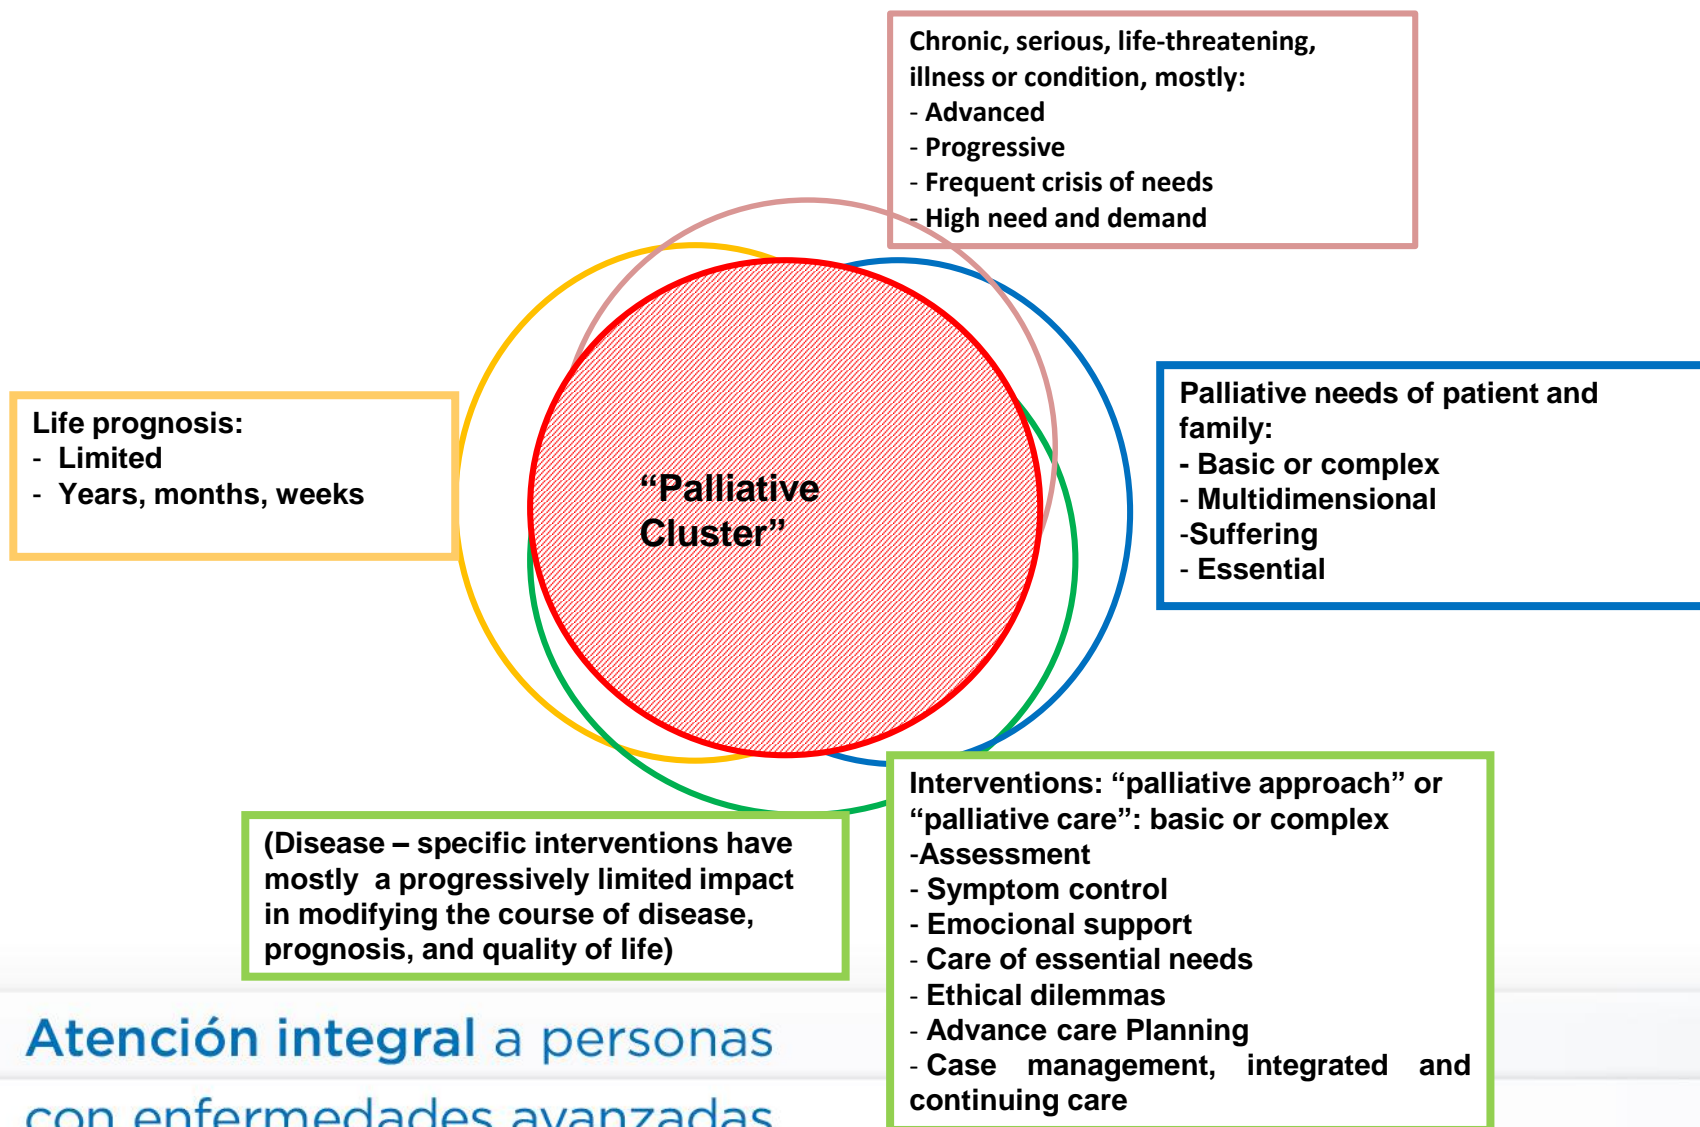 Chronic, serious, life-threatening,
illness or condition, mostly:
- Advanced
- Progressive
- Frequent crisis of needs
- High need and demand
Life prognosis:
- Limited
- Years, months, weeks
“Palliative
Cluster”
Palliative needs of patient and
family:
- Basic or complex
- Multidimensional
-Suffering
- Essential
(Disease – specific interventions have
mostly a progressively limited impact
in modifying the course of disease,
prognosis, and quality of life)
Interventions: “palliative approach” or
“palliative care”: basic or complex
-Assessment
- Symptom control
- Emocional support
- Care of essential needs
- Ethical dilemmas
- Advance care Planning
- Case management, integrated and
continuing care
Atención integral a personas
con enfermedades avanzadas